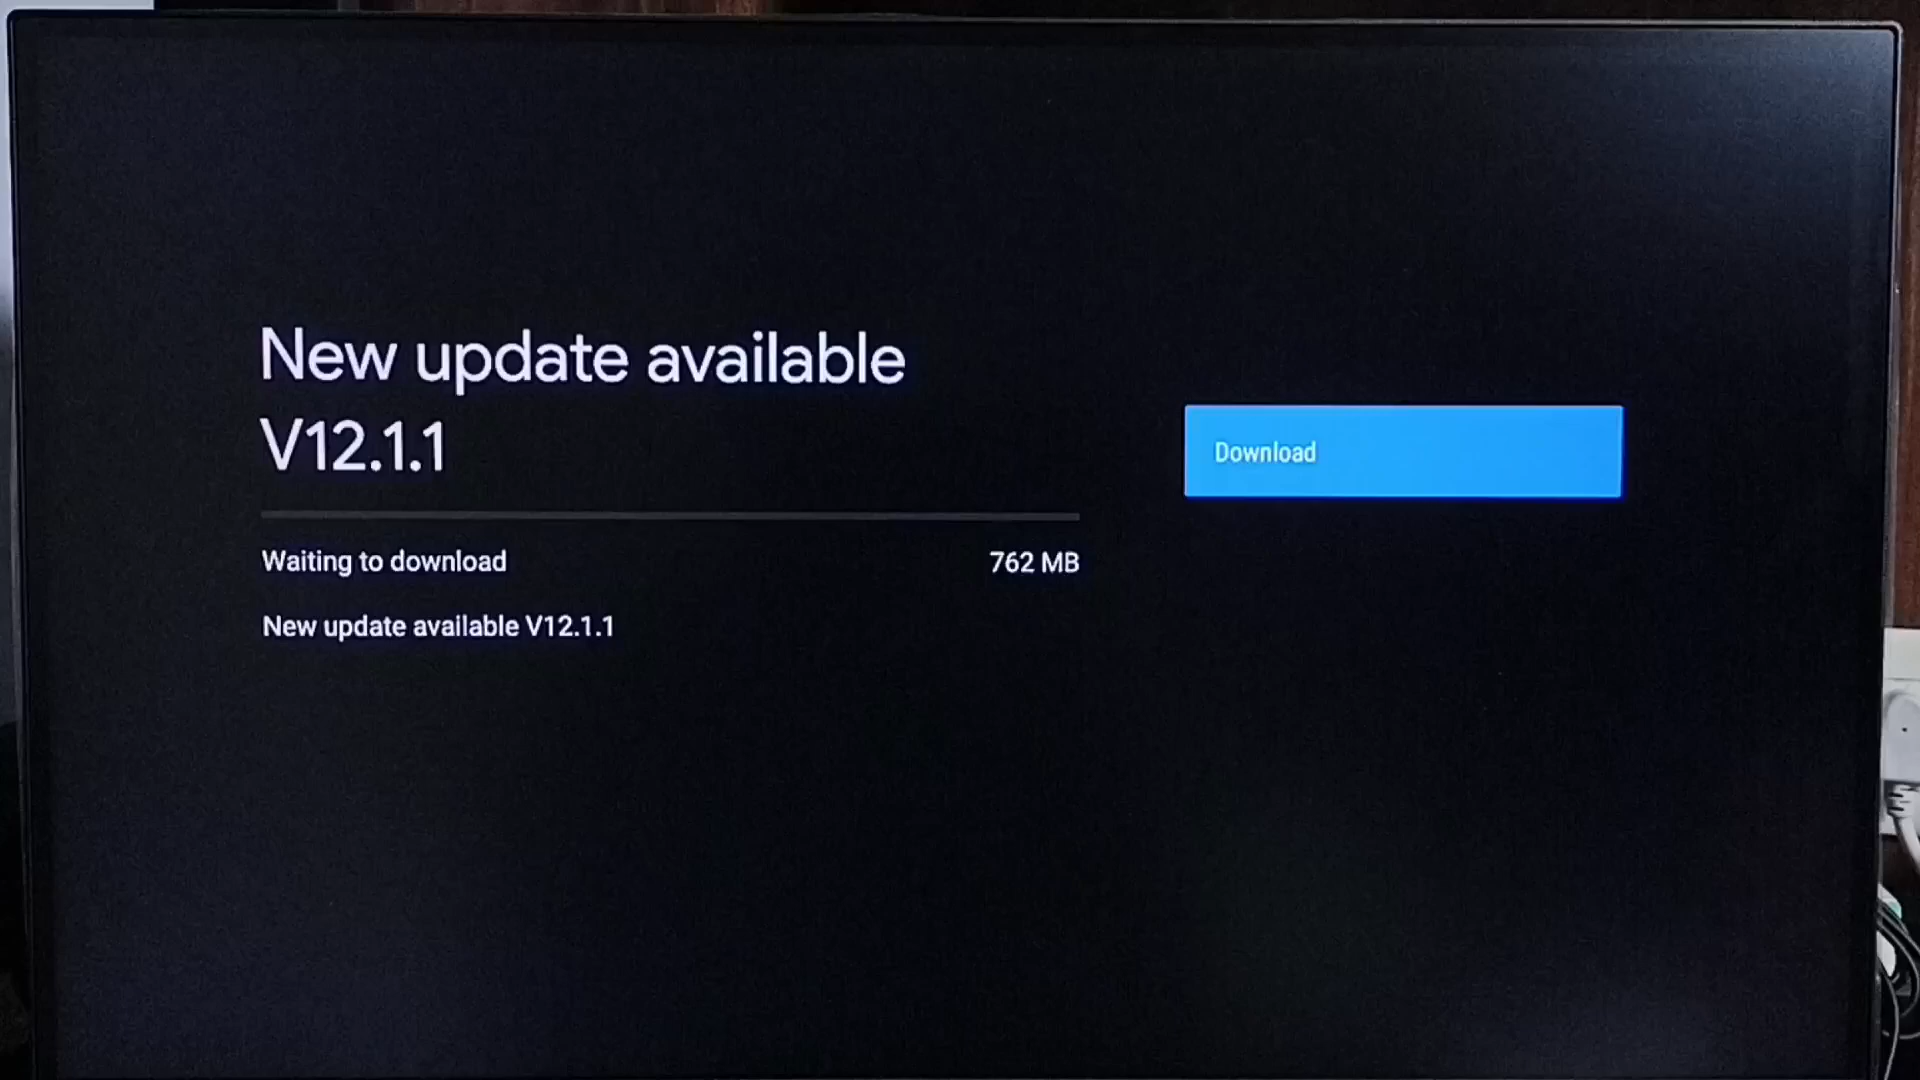 New update available
V12.1.1
Download
Waiting to download 762 MB
New update available V12.1.1